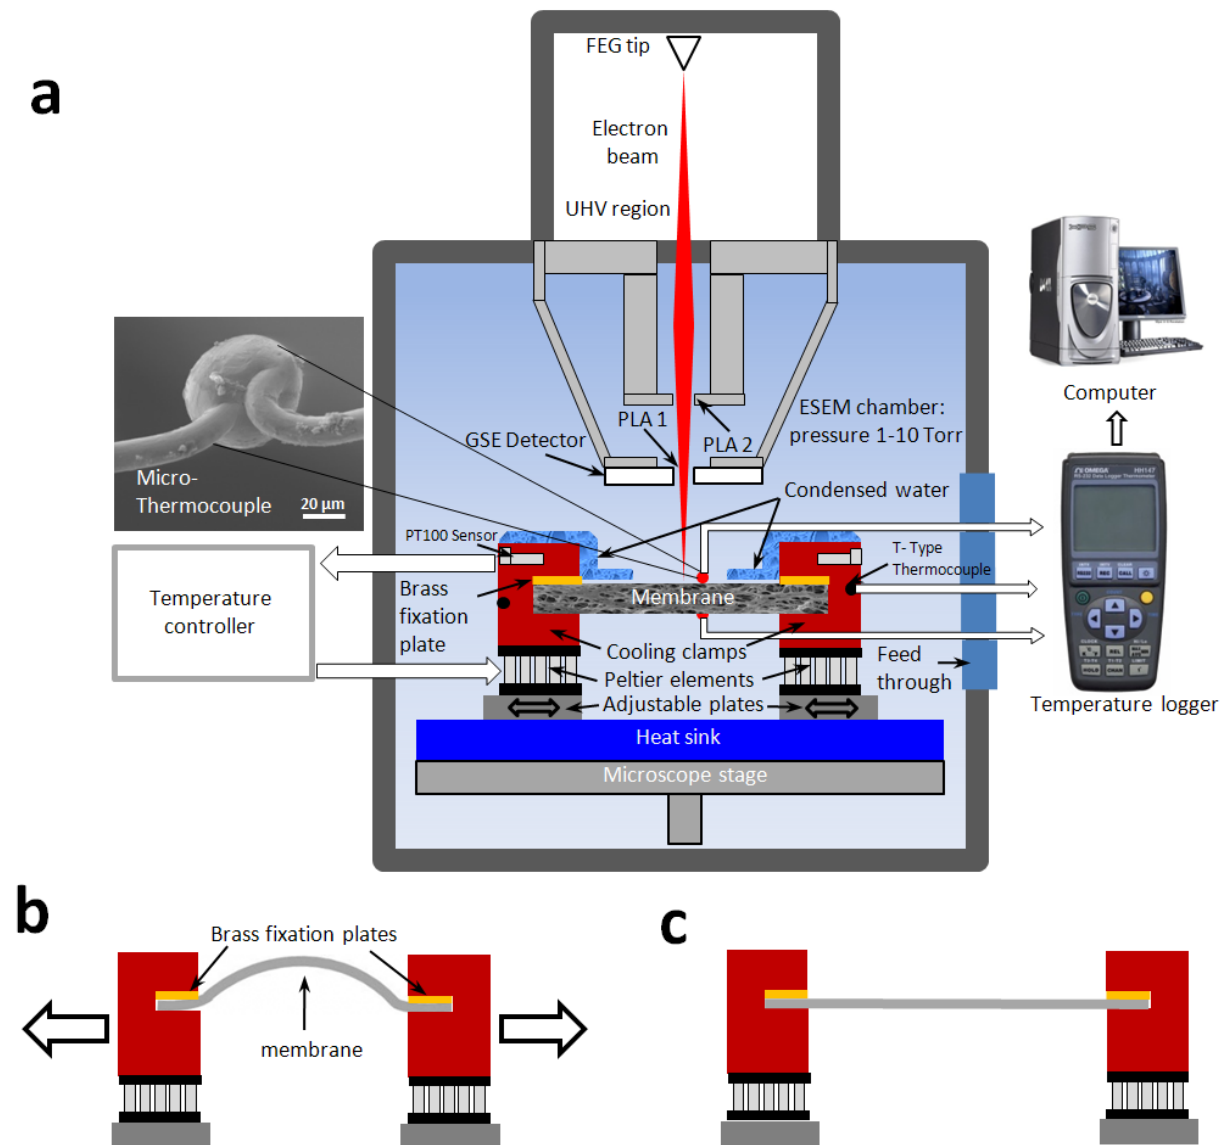 a
FEG tip
Electron
beam
UHV region
PLA 1
PLA 2
GSE Detector
ESEM chamber:
pressure 1-10 Torr
Condensed water
Micro-
Thermocouple
20 µm
PT100 Sensor
T- Type
Thermocouple
Temperature
controller
Brass
fixation
plate
Membrane
Cooling clamps
Peltier elements
Adjustable plates
Feed
through
Heat sink
Microscope stage
Computer
OMEGA
HH147
Temperature logger
b
Brass fixation plates
membrane
c